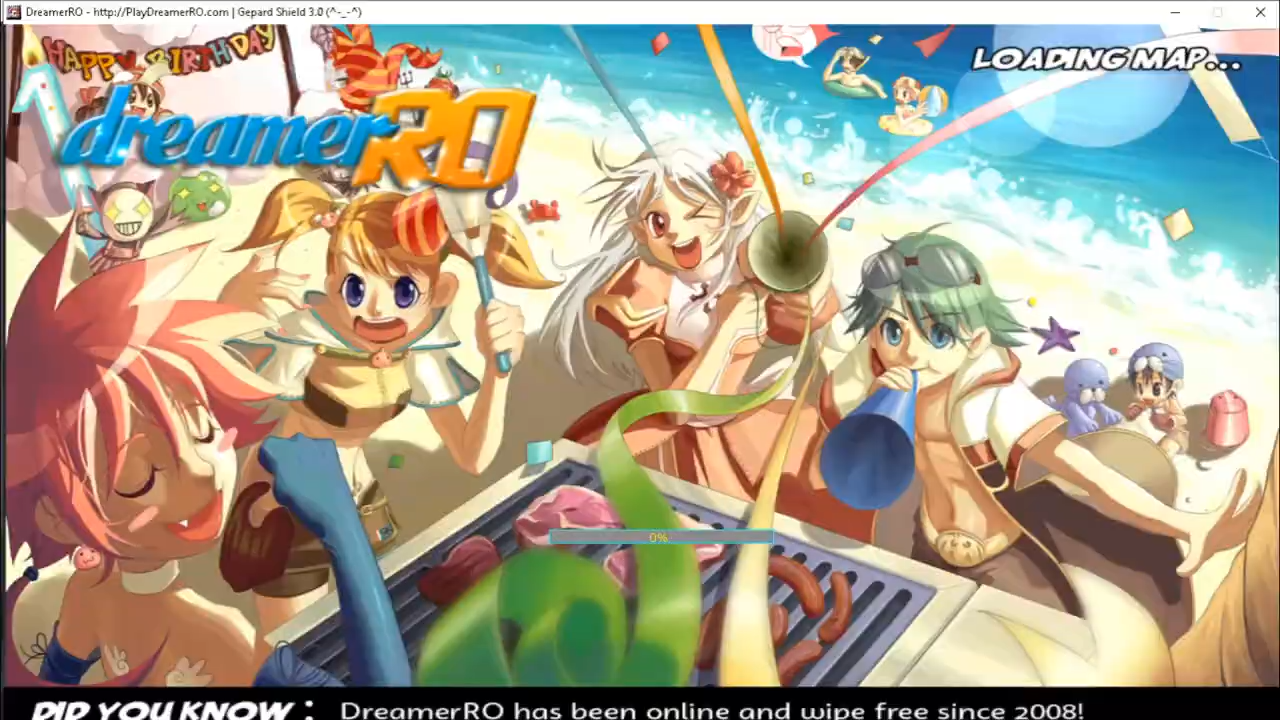 DreamerRO - http://PlayDreamerRO.com | Gepard Shield 3.0 (^-_-^)
HAPPY BIRTHDAY
LOADING MAP...
dreamerRO
0%
DID YOU KNOW : DreamerRO has been online and wipe free since 2008!